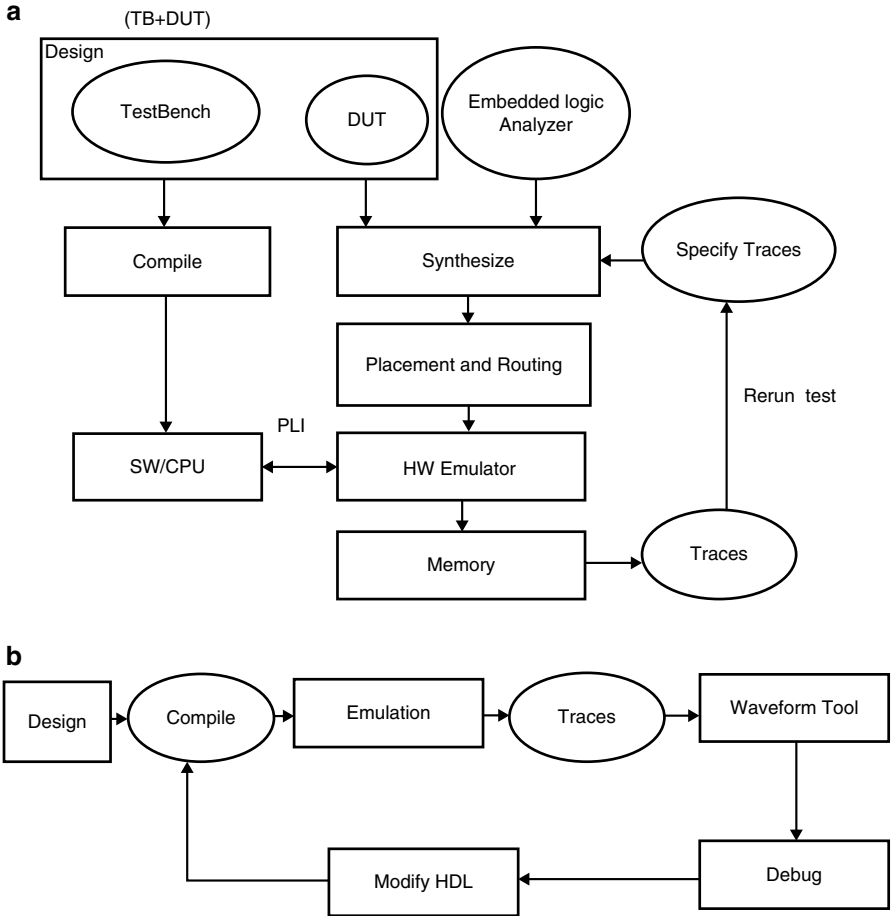 a
(TB+DUT)
Design
TestBench
DUT
Embedded logic
Analyzer
Compile
Synthesize
Specify Traces
Placement and Routing
Rerun test
PLI
SW/CPU
HW Emulator
Memory
Traces
b
Design
Compile
Emulation
Traces
Waveform Tool
Modify HDL
Debug